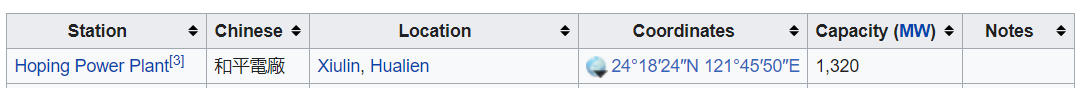 Station Chinese Location Coordinates Capacity (MW) Notes
Hoping Power Plant[3] 和平電廠 Xiulin, Hualien 24°18′24″N 121°45′50″E 1,320